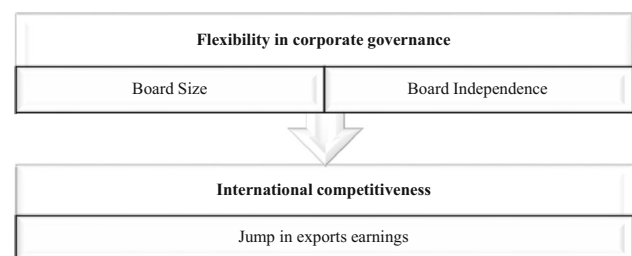 Flexibility in corporate governance
Board Size
Board Independence
International competitiveness
Jump in exports earnings